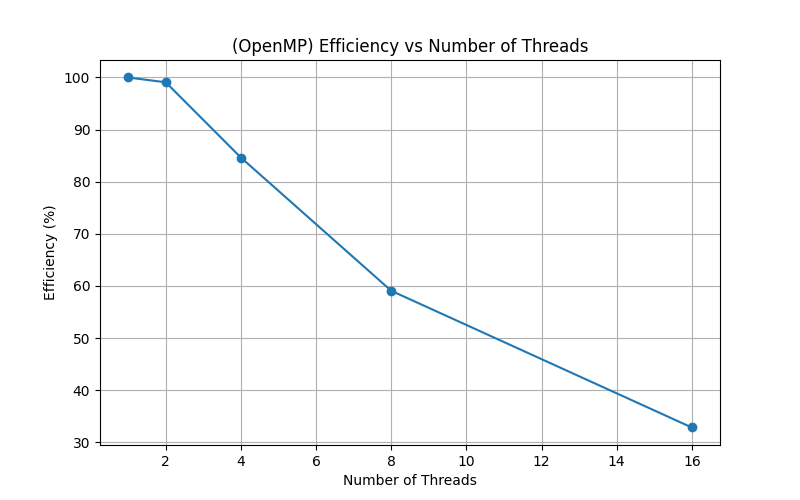 (OpenMP) Efficiency vs Number of Threads
Efficiency (%)
100
90
80
70
60
50
40
30
2 4 6 8 10 12 14 16
Number of Threads